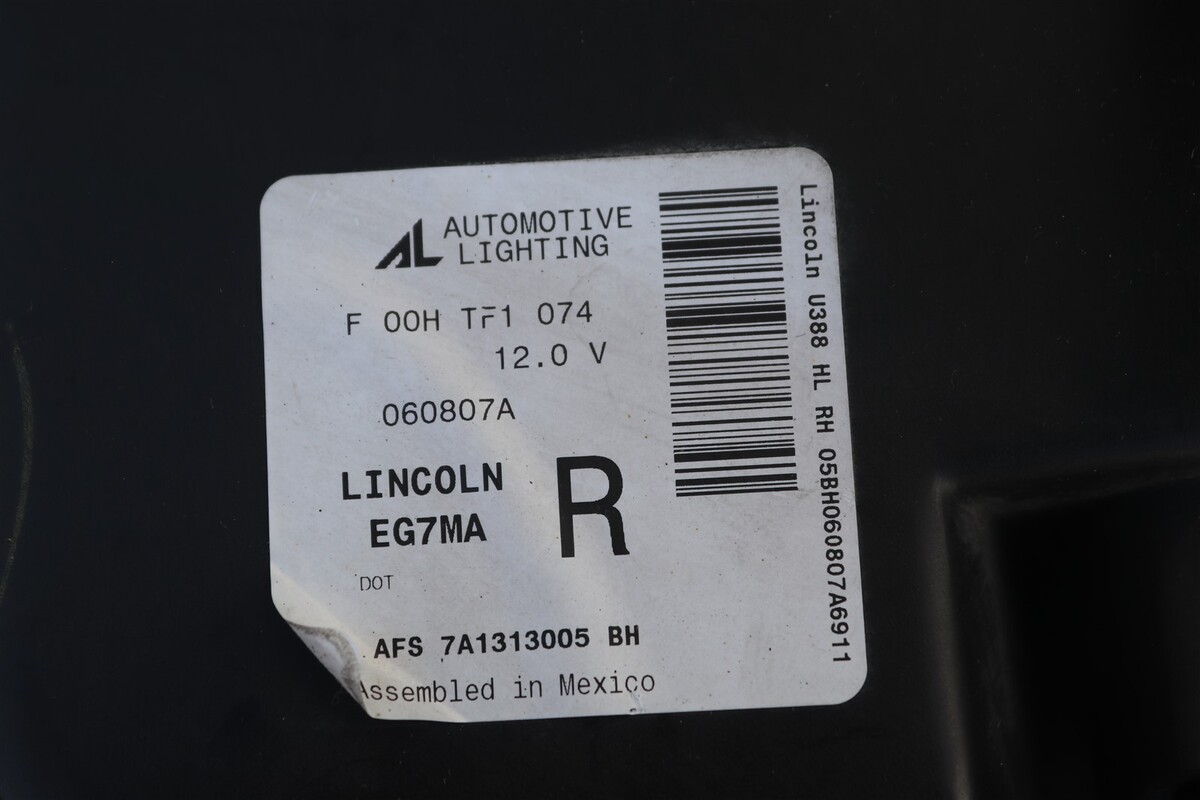 AL AUTOMOTIVE
LIGHTING
F 00H TF1 074
12.0 V
060807A
LINCOLN
EG7MA
R
DOT
AFS 7A1313005 BH
Assembled in Mexico
Lincoln U388 HL RH 05BH060807A6911